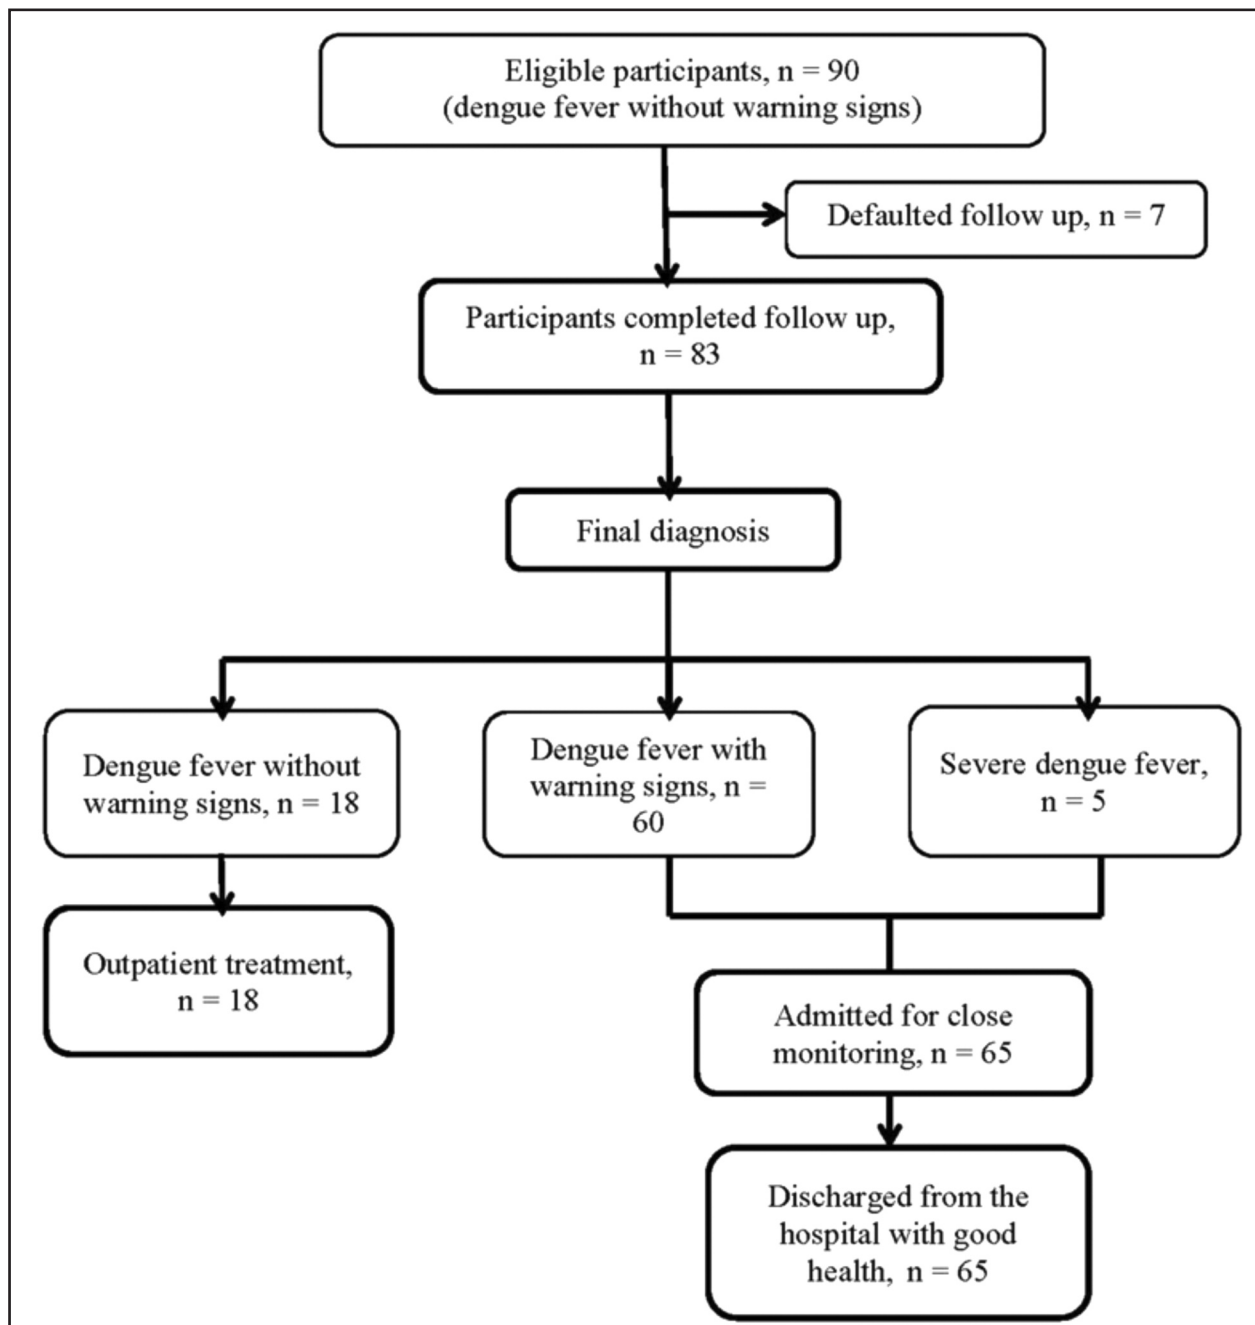 Eligible participants, n = 90
(dengue fever without warning signs)
Defaulted follow up, n = 7
Participants completed follow up,
n = 83
Final diagnosis
Dengue fever without
warning signs, n = 18
Dengue fever with
warning signs, n =
60
Severe dengue fever,
n = 5
Outpatient treatment,
n = 18
Admitted for close
monitoring, n = 65
Discharged from the
hospital with good
health, n = 65